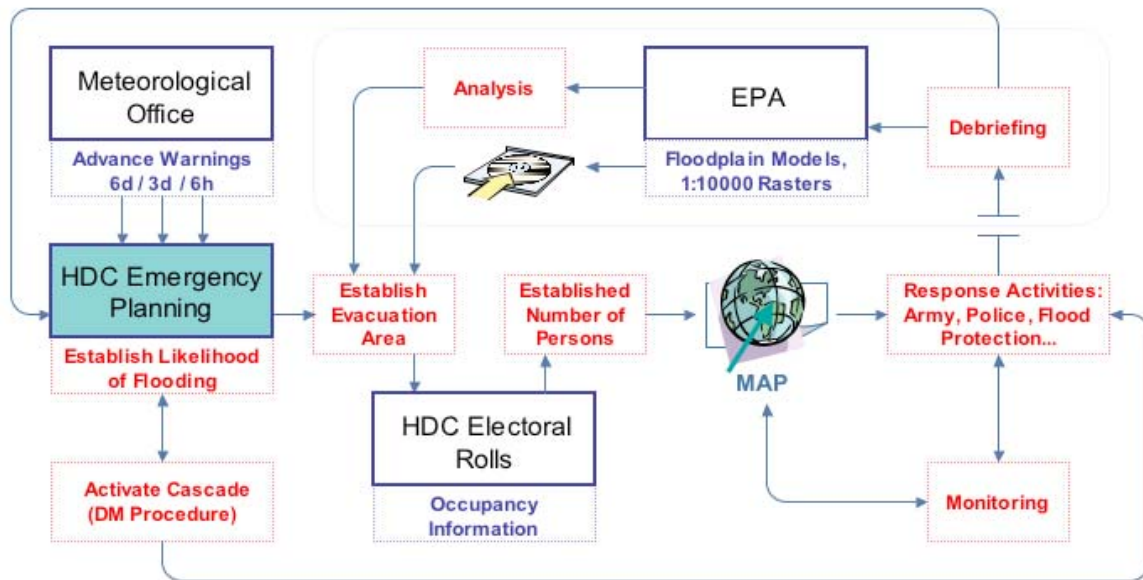 Meteorological
Office
Advance Warnings
6d / 3d / 6h
Analysis
EPA
Floodplain Models,
1:10000 Rasters
Debriefing
HDC Emergency
Planning
Establish Likelihood
of Flooding
Establish
Evacuation
Area
Established
Number of
Persons
MAP
Response Activities:
Army, Police, Flood
Protection...
HDC Electoral
Rolls
Occupancy
Information
Activate Cascade
(DM Procedure)
Monitoring